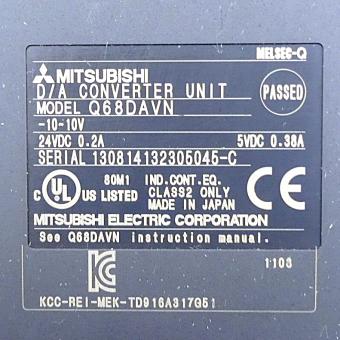 MELSEC-Q
MITSUBISHI
D/A CONVERTER UNIT
PASSED
MODEL Q68DAVN
-10-10V
24VDC 0.2A 5VDC 0.38A
SERIAL 130814132305045-C
80M1 IND.CONT.EQ.
C UL US LISTED CLASS2 ONLY CE
MADE IN JAPAN
MITSUBISHI ELECTRIC CORPORATION
See Q68DAVN instruction manual.
1103
KCC-REI-MEK-TD916A317G51